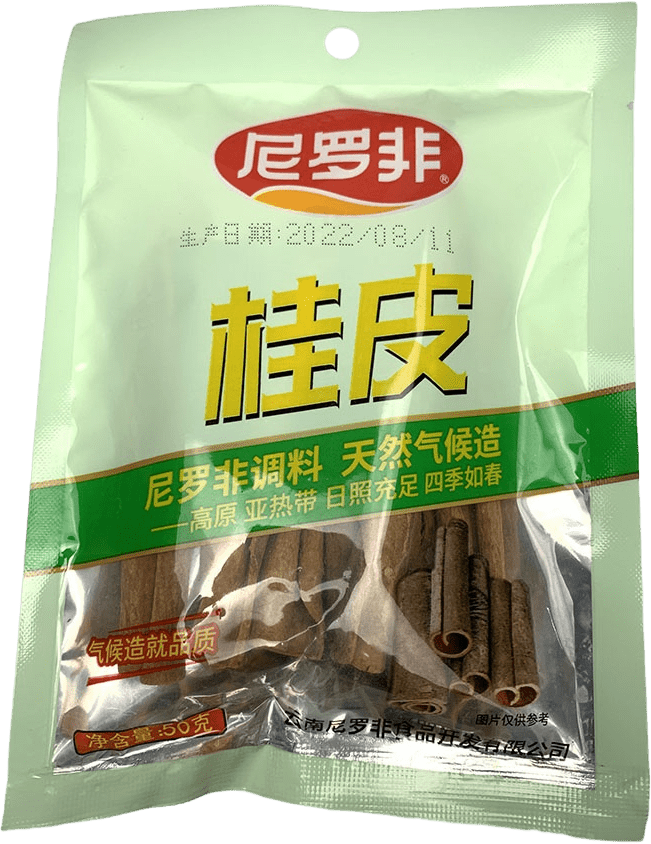 尼罗非®
生产日期:2022/08/11
桂皮
尼罗非调料 天然气候造
——高原 亚热带 日照充足 四季如春
气候造就品质
图片仅供参考
净含量:50克
云南尼罗非食品开发有限公司